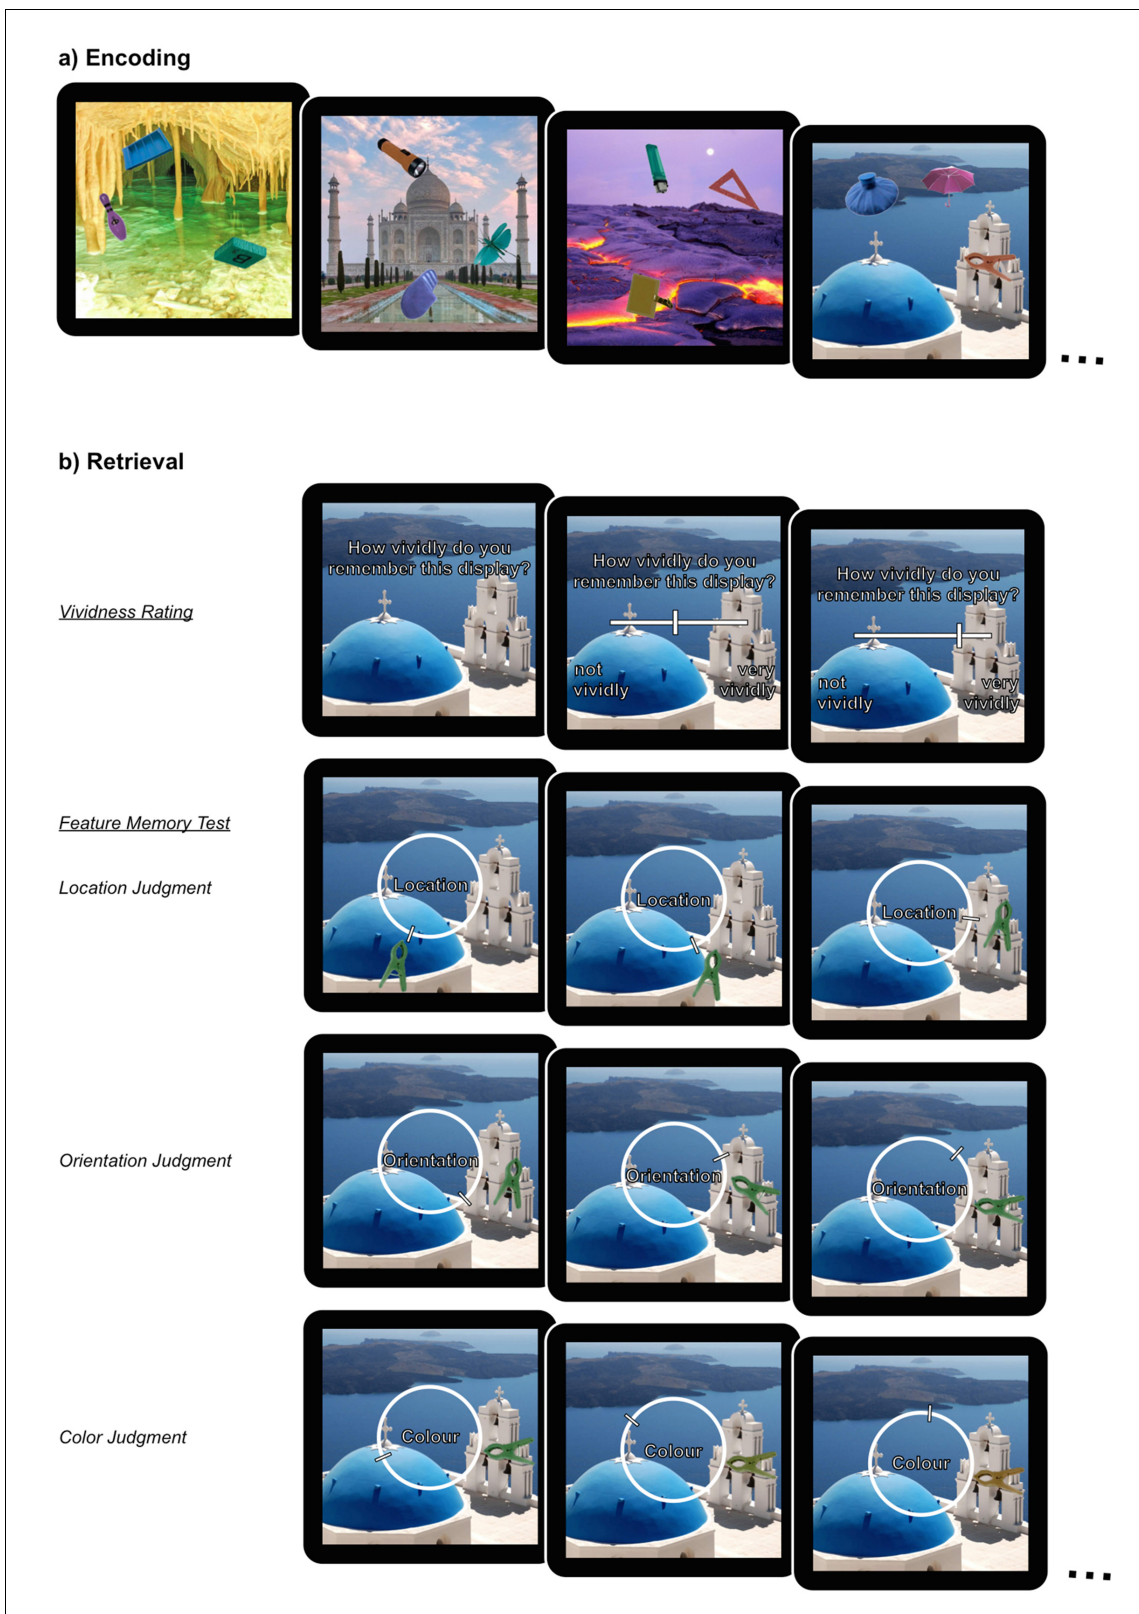 a) Encoding
...
b) Retrieval
Vividness Rating
How vividly do you
remember this display?
How vividly do you
remember this display?
not
vividly
very
vividly
How vividly do you
remember this display?
not
vividly
very
vividly
Feature Memory Test
Location Judgment
Location
Location
Location
Orientation Judgment
Orientation
Orientation
Orientation
Color Judgment
Colour
Colour
Colour
...